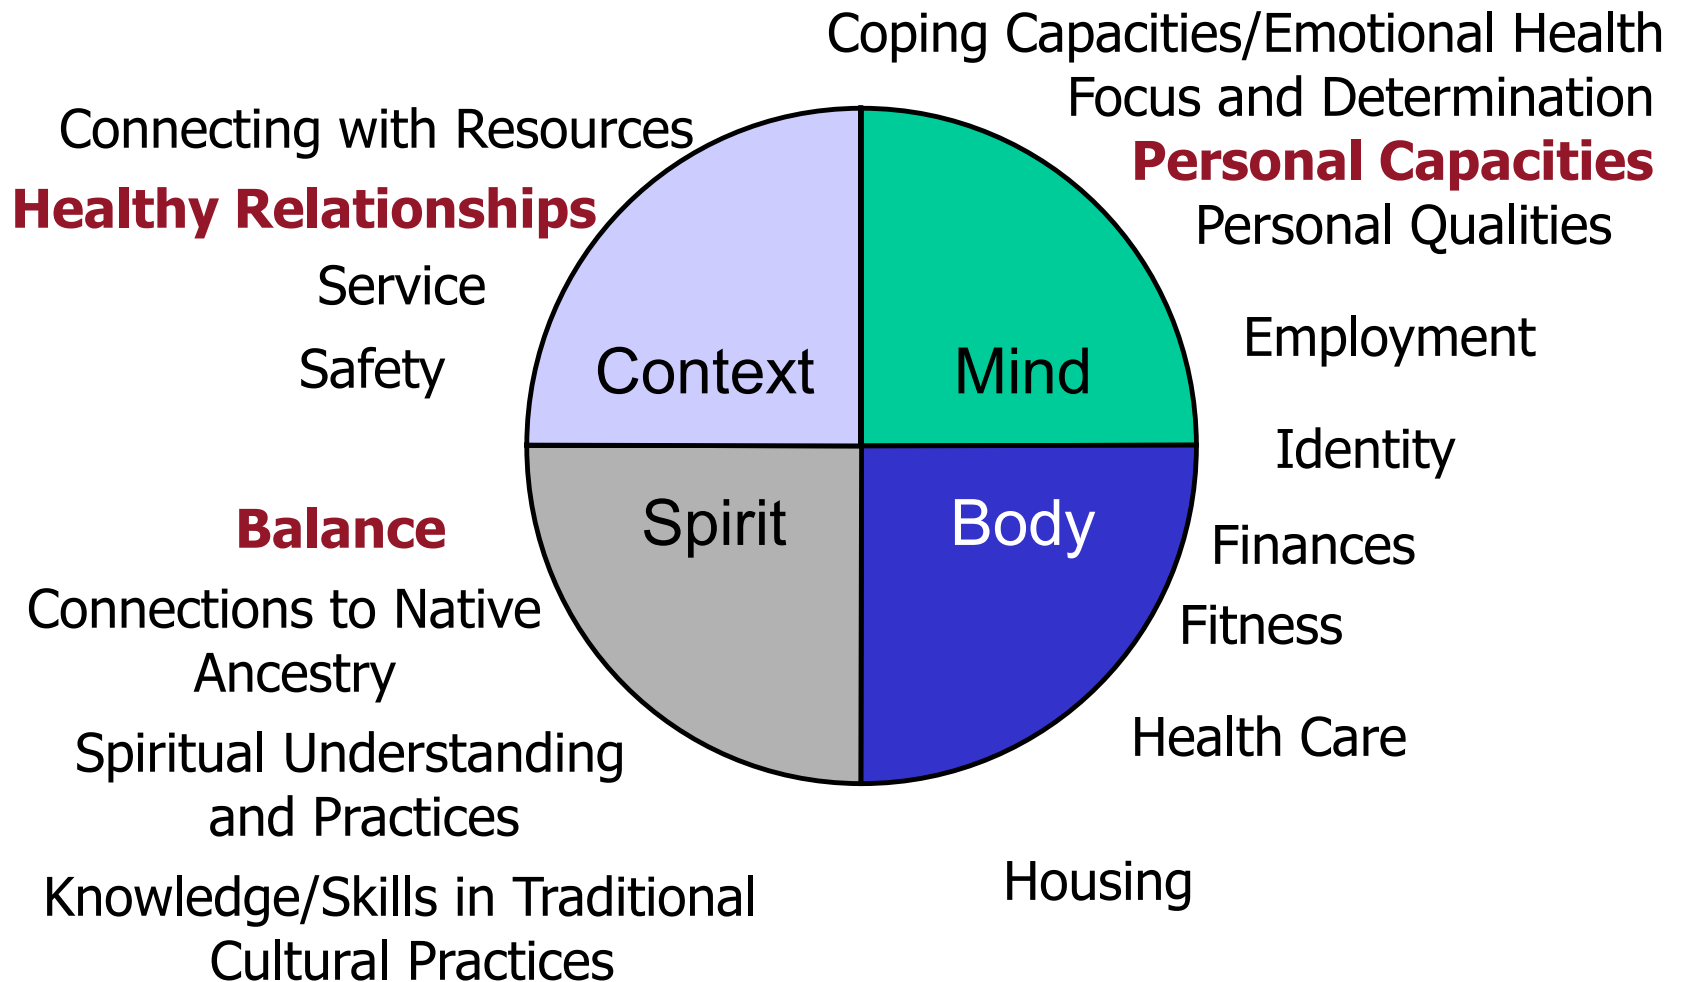 Coping Capacities/Emotional Health
Focus and Determination
Personal Capacities
Personal Qualities
Connecting with Resources
Healthy Relationships
Service
Safety
Context
Mind
Employment
Identity
Spirit
Body
Balance
Connections to Native
Ancestry
Spiritual Understanding
and Practices
Knowledge/Skills in Traditional
Cultural Practices
Finances
Fitness
Health Care
Housing